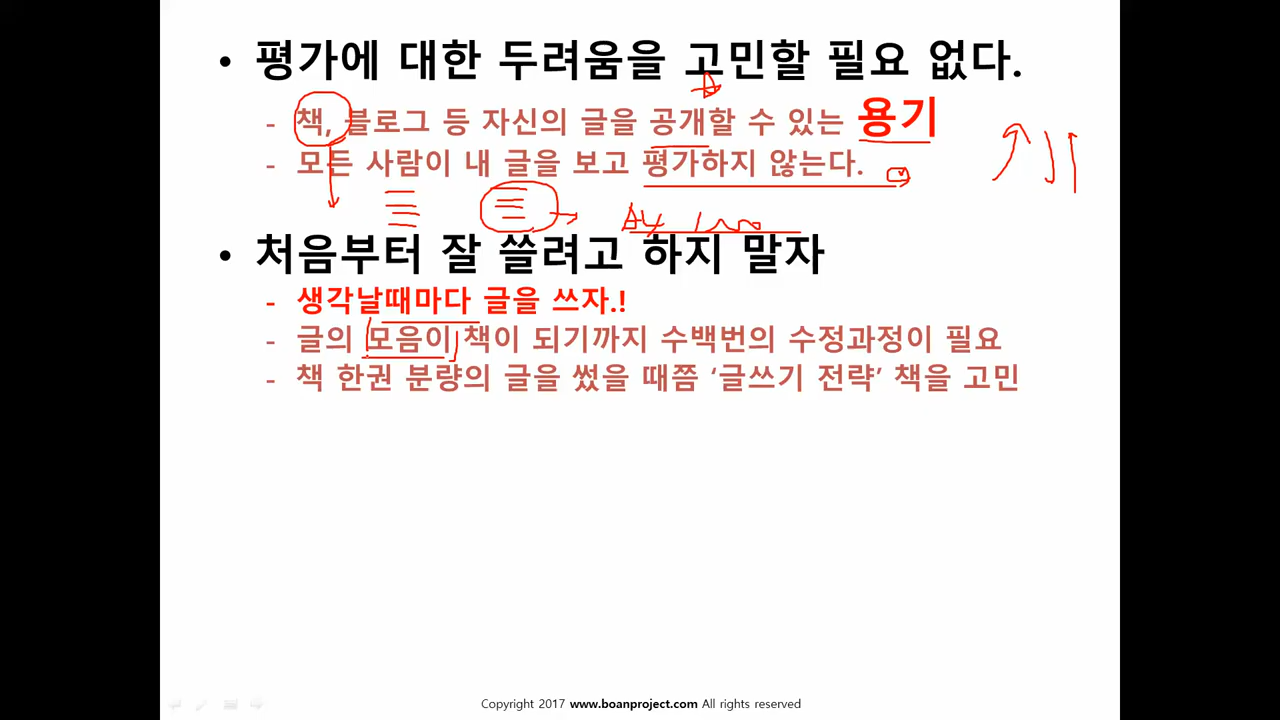 • 평가에 대한 두려움을 고민할 필요 없다.
- 책, 블로그 등 자신의 글을 공개할 수 있는 용기
- 모든 사람이 내 글을 보고 평가하지 않는다.
• 처음부터 잘 쓸려고 하지 말자
- 생각날때마다 글을 쓰자.!
- 글의 모음이 책이 되기까지 수백번의 수정과정이 필요
- 책 한권 분량의 글을 썼을 때쯤 ‘글쓰기 전략’ 책을 고민
Copyright 2017 www.boanproject.com All rights reserved